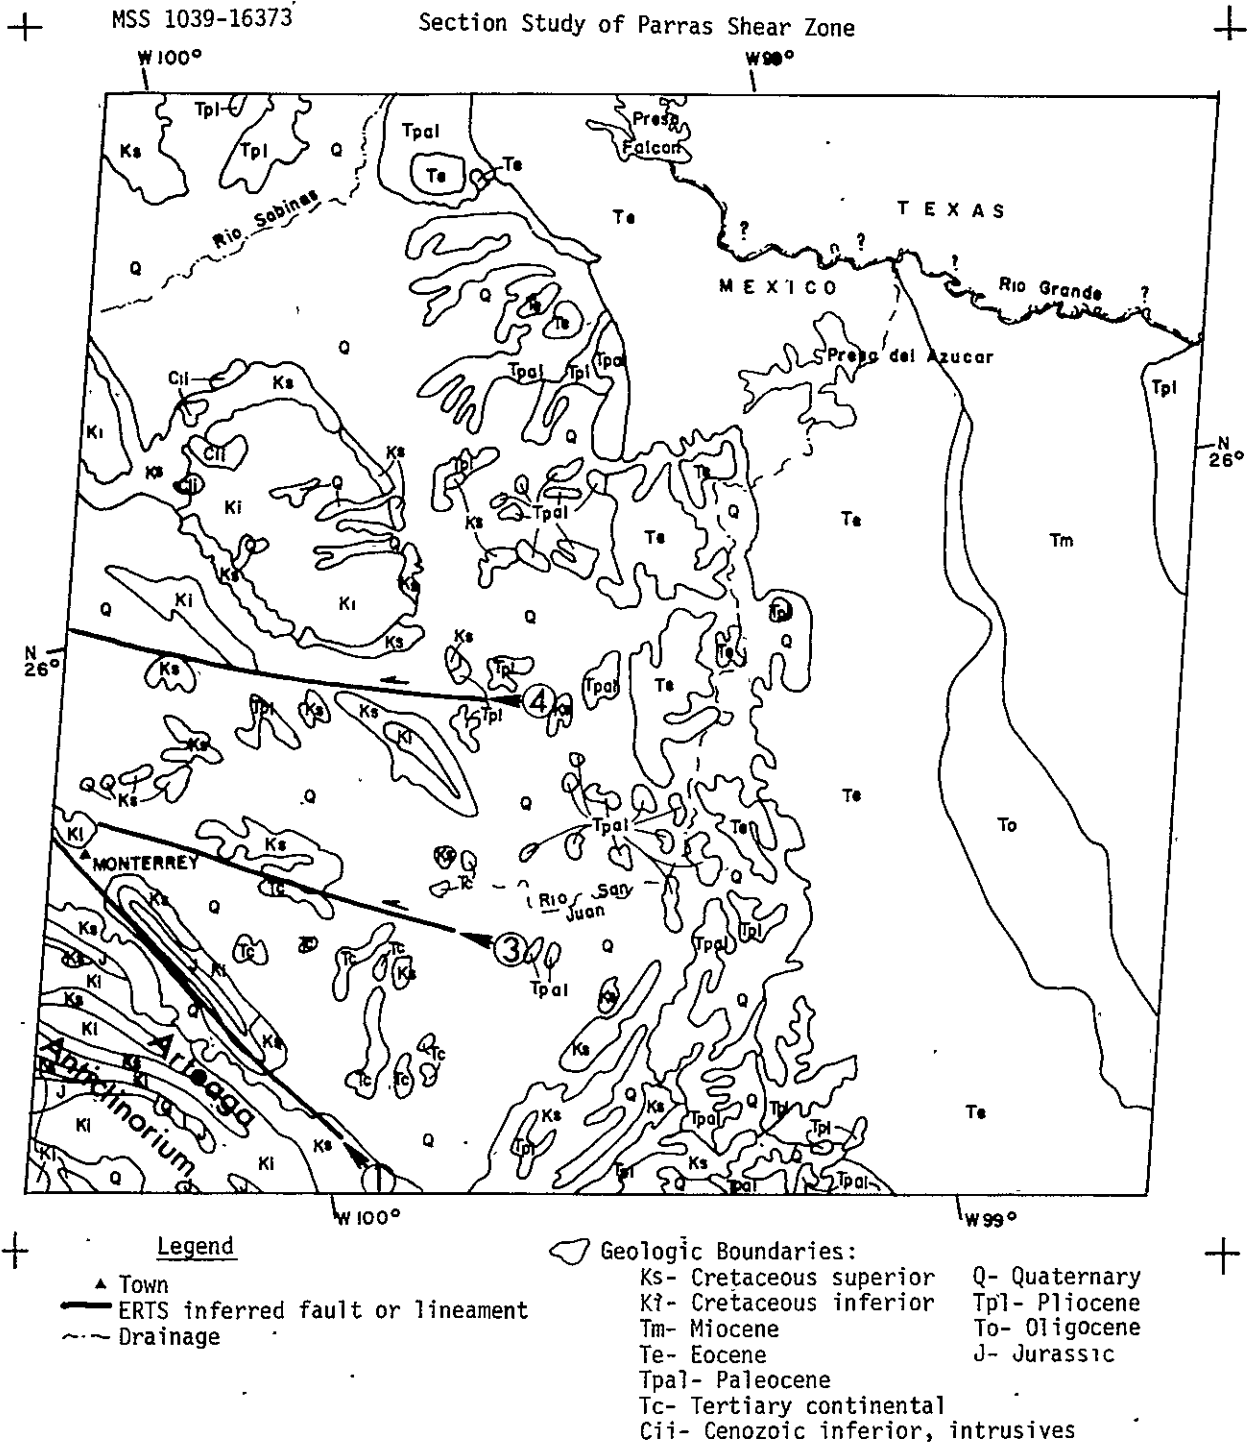 MSS 1039-16373 Section Study of Parras Shear Zone
W100° W99°
Tpl
Ks Tpl Q Tpal Presa
Falcon
Te Te
Rio Sabinas Te TEXAS
? ? ?
Q MEXICO Rio Grande ?
Q Te
Te
Q Presa del Azucar
Cii Ks Tpal Tpl Tpal Tpl
Ki Q N
26°
Cii Ks Tpl Te
Ks Cii Q
Ki Ks Tpal Q Te
Te Tm
Q Q
Ks Ks
Q Ki Ki Q Tpl
Ks Ks Q
N
26° Ks Tpl Te
Tpal Te
Tpl Ks Ks 4 Ks
Tpl
Ki
Ks
Q Q Ks Q Q Te
Ki Ks Tpal Te To
MONTERREY Ks
Tc Tc Q
Ks Q Rio San
Juan
Ks Tc Tc Tc Tc 3 Q Tpal Tpl
Ks J J Ki Ks
Ki Tpal
Ks Q Ks Q
Ki Ks Ks
Arteaga Tc
Anticlinorium Ks Ki Tc Tc
J Q Q Q
Ki J Ks Ks Tpal Tpl Te
Ks Q Tpl Tpl
Ki Ki Ks Q
Q J J 1 Tpl Q Tpal Tpal
W100° W99°
Legend
Town
ERTS inferred fault or lineament
Drainage
Geologic Boundaries:
Ks- Cretaceous superior Q- Quaternary
Ki- Cretaceous inferior Tpl- Pliocene
Tm- Miocene To- Oligocene
Te- Eocene J- Jurassic
Tpal- Paleocene
Tc- Tertiary continental
Cii- Cenozoic inferior, intrusives